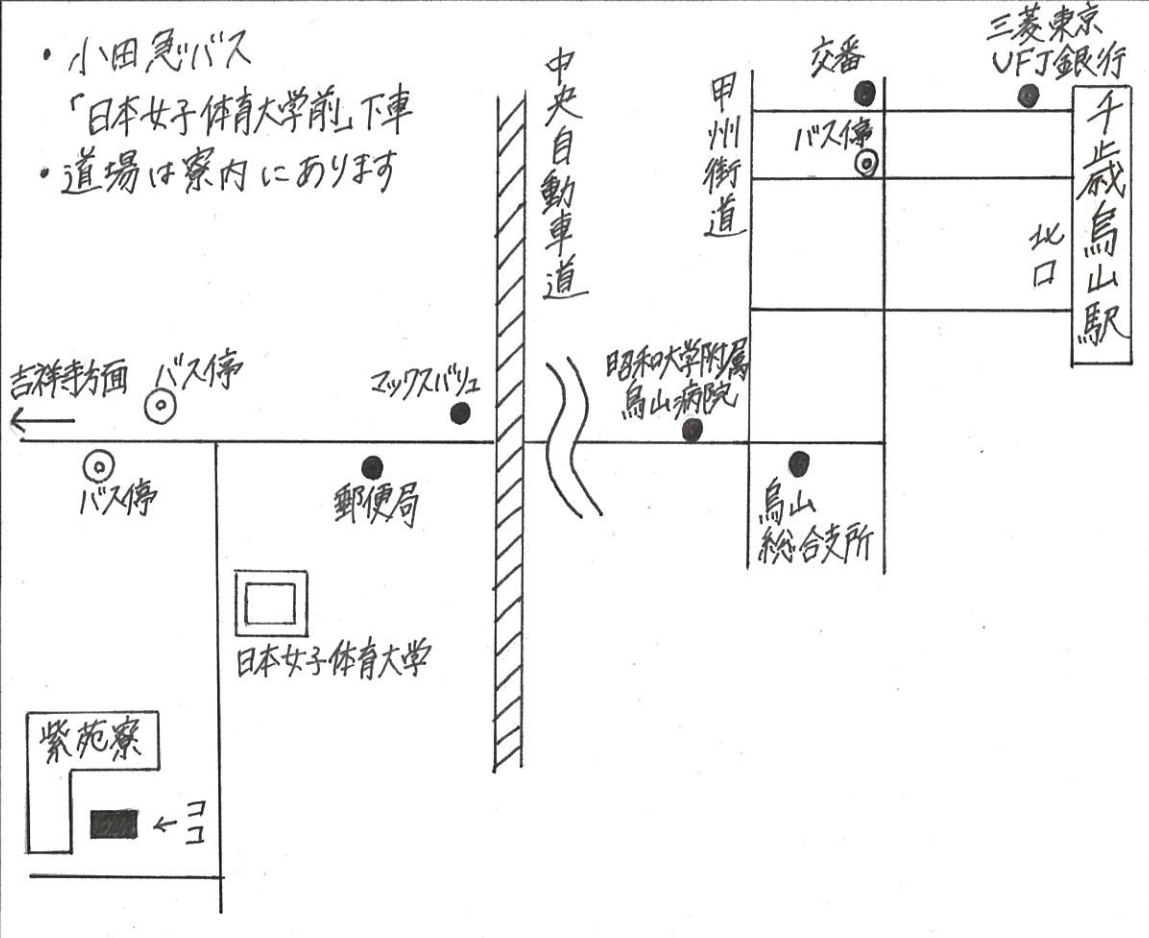 ・小田急バス
「日本女子体育大学前」下車
・道場は寮内にあります
中央自動車道
甲州街道
交番
バス停
三菱東京
UFJ銀行
千歳烏山駅
北口
吉祥寺方面
バス停
マックスバリュ
昭和大学附属
烏山病院
バス停
郵便局
烏山
総合支所
日本女子体育大学
紫苑寮
←ココ